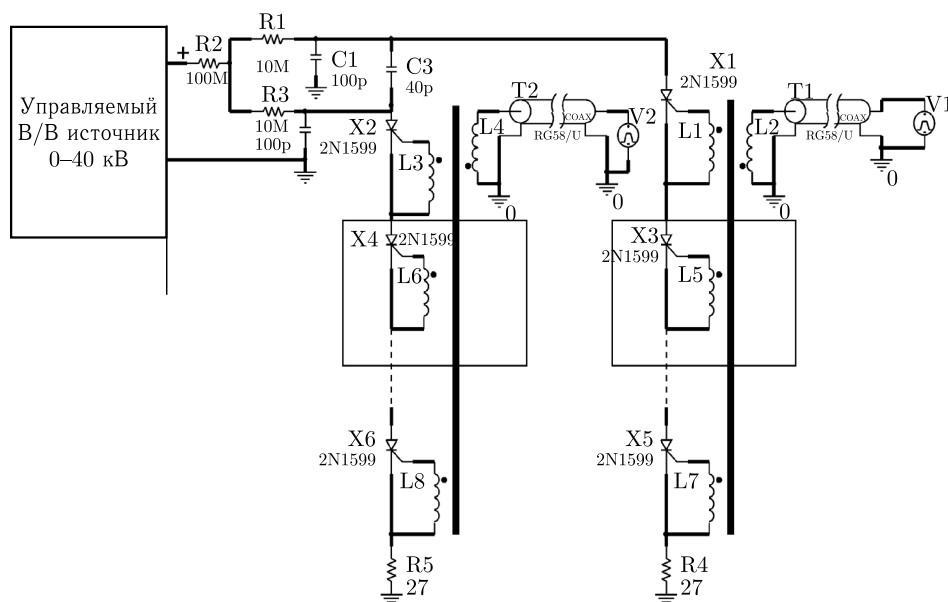 Управляемый
В/В источник
0–40 кВ
+
R2
100M
R1
10M
R3
10M
100p
C1
100p
C3
40p
X2
2N1599
L3
L4
T2
COAX
RG58/U
V2
0
0
X1
2N1599
L1
L2
T1
COAX
RG58/U
V1
0
0
X4
2N1599
L6
X3
2N1599
L5
X6
2N1599
L8
X5
2N1599
L7
R5
27
R4
27